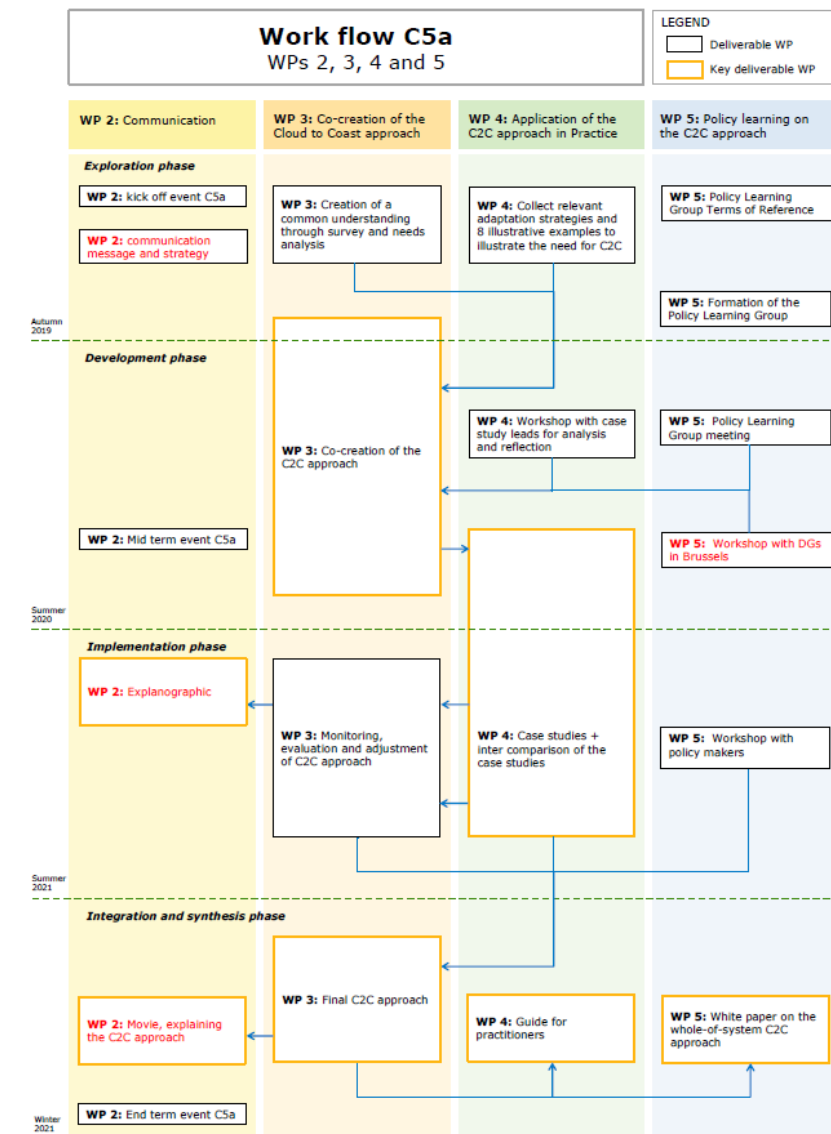 Work flow C5a
WPs 2, 3, 4 and 5
LEGEND
Deliverable WP
Key deliverable WP
WP 2: Communication
WP 3: Co-creation of the
Cloud to Coast approach
WP 4: Application of the
C2C approach in Practice
WP 5: Policy learning on
the C2C approach
Exploration phase
WP 2: kick off event C5a
WP 2: communication
message and strategy
WP 3: Creation of a
common understanding
through survey and needs
analysis
WP 4: Collect relevant
adaptation strategies and
8 illustrative examples to
illustrate the need for C2C
WP 5: Policy Learning
Group Terms of Reference
WP 5: Formation of the
Policy Learning Group
Autumn
2019
Development phase
WP 3: Co-creation of the
C2C approach
WP 4: Workshop with case
study leads for analysis
and reflection
WP 5: Policy Learning
Group meeting
WP 2: Mid term event C5a
WP 5: Workshop with DGs
in Brussels
Summer
2020
Implementation phase
WP 2: Explanographic
WP 3: Monitoring,
evaluation and adjustment
of C2C approach
WP 4: Case studies +
inter comparison of the
case studies
WP 5: Workshop with
policy makers
Summer
2021
Integration and synthesis phase
WP 3: Final C2C approach
WP 2: Movie, explaining
the C2C approach
WP 4: Guide for
practitioners
WP 5: White paper on the
whole-of-system C2C
approach
WP 2: End term event C5a
Winter
2021